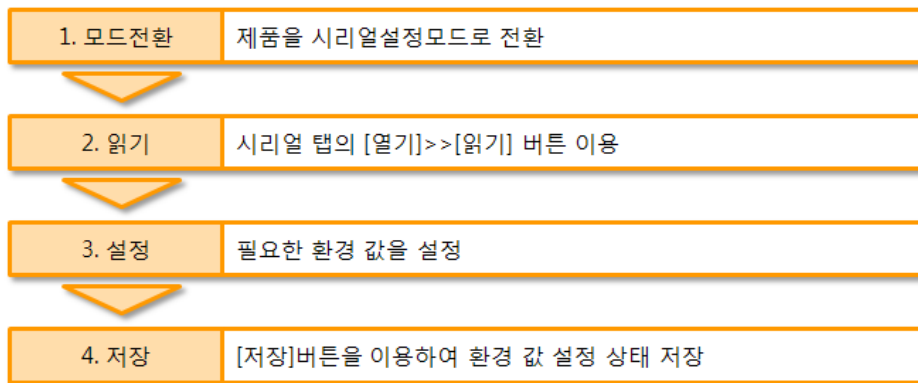 1. 모드전환 제품을 시리얼설정모드로 전환
2. 읽기 시리얼 탭의 [열기]>>[읽기] 버튼 이용
3. 설정 필요한 환경 값을 설정
4. 저장 [저장]버튼을 이용하여 환경 값 설정 상태 저장